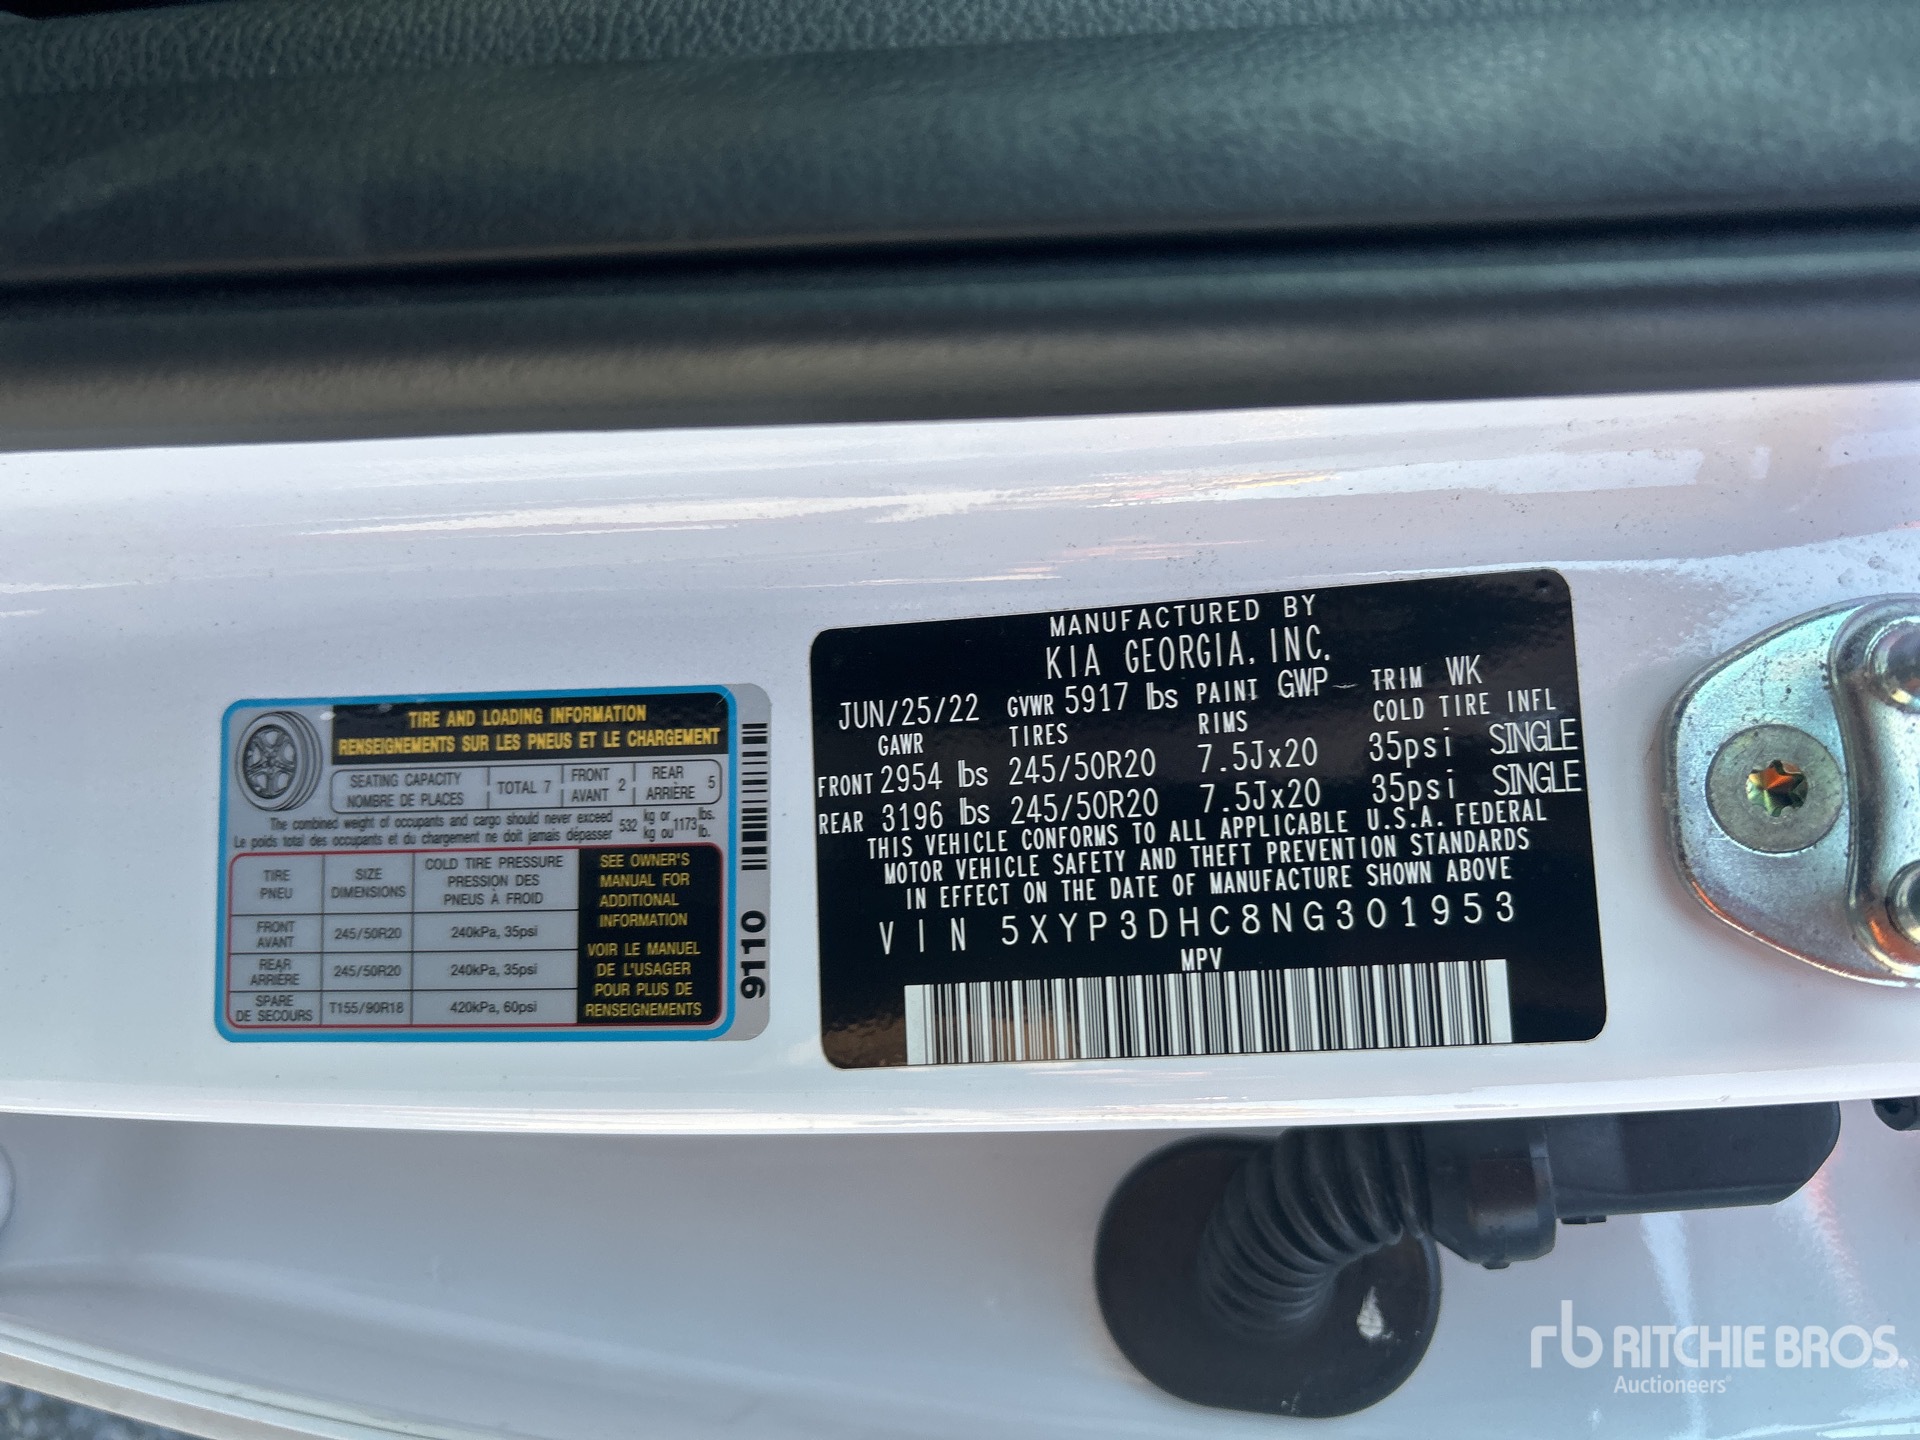 TIRE AND LOADING INFORMATION
RENSEIGNEMENTS SUR LES PNEUS ET LE CHARGEMENT
SEATING CAPACITY
NOMBRE DE PLACES
TOTAL 7
FRONT
AVANT
2
REAR
ARRIÈRE
5
The combined weight of occupants and cargo should never exceed 532 kg or 1173 lbs.
Le poids total des occupants et du chargement ne doit jamais dépasser kg ou lb.
TIRE
PNEU
SIZE
DIMENSIONS
COLD TIRE PRESSURE
PRESSION DES
PNEUS À FROID
FRONT
AVANT
245/50R20
240kPa, 35psi
REAR
ARRIÈRE
245/50R20
240kPa, 35psi
SPARE
DE SECOURS
T155/90R18
420kPa, 60psi
SEE OWNER'S
MANUAL FOR
ADDITIONAL
INFORMATION
VOIR LE MANUEL
DE L'USAGER
POUR PLUS DE
RENSEIGNEMENTS
9110
MANUFACTURED BY
KIA GEORGIA, INC.
JUN/25/22 GVWR 5917 lbs PAINT GWP TRIM WK
GAWR TIRES RIMS COLD TIRE INFL
FRONT 2954 lbs 245/50R20 7.5Jx20 35psi SINGLE
REAR 3196 lbs 245/50R20 7.5Jx20 35psi SINGLE
THIS VEHICLE CONFORMS TO ALL APPLICABLE U.S.A. FEDERAL
MOTOR VEHICLE SAFETY AND THEFT PREVENTION STANDARDS
IN EFFECT ON THE DATE OF MANUFACTURE SHOWN ABOVE
VIN 5XYP3DHC8NG301953
MPV
rb RITCHIE BROS.
Auctioneers